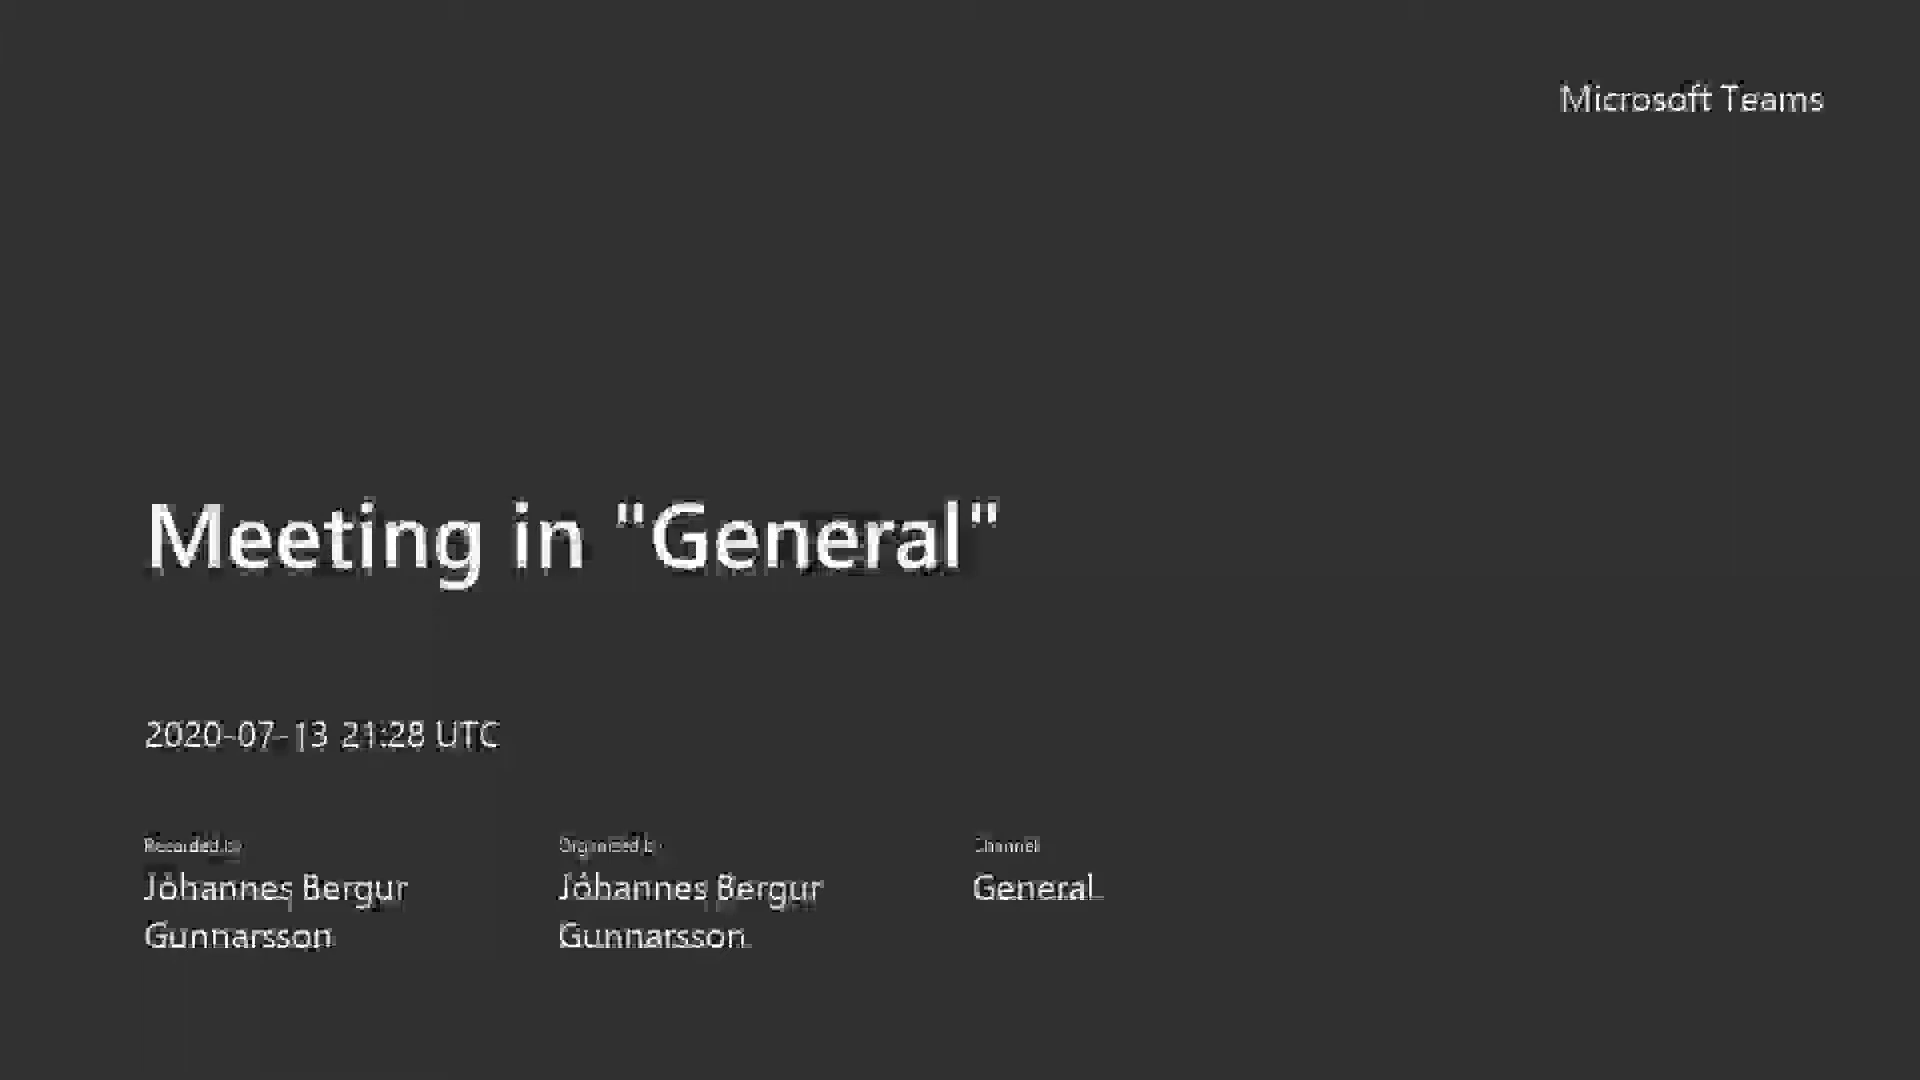 Microsoft Teams
Meeting in "General"
2020-07-13 21:28 UTC
Recorded by
Organized by
Channel
Jóhannes Bergur
Jóhannes Bergur
General
Gunnarsson
Gunnarsson